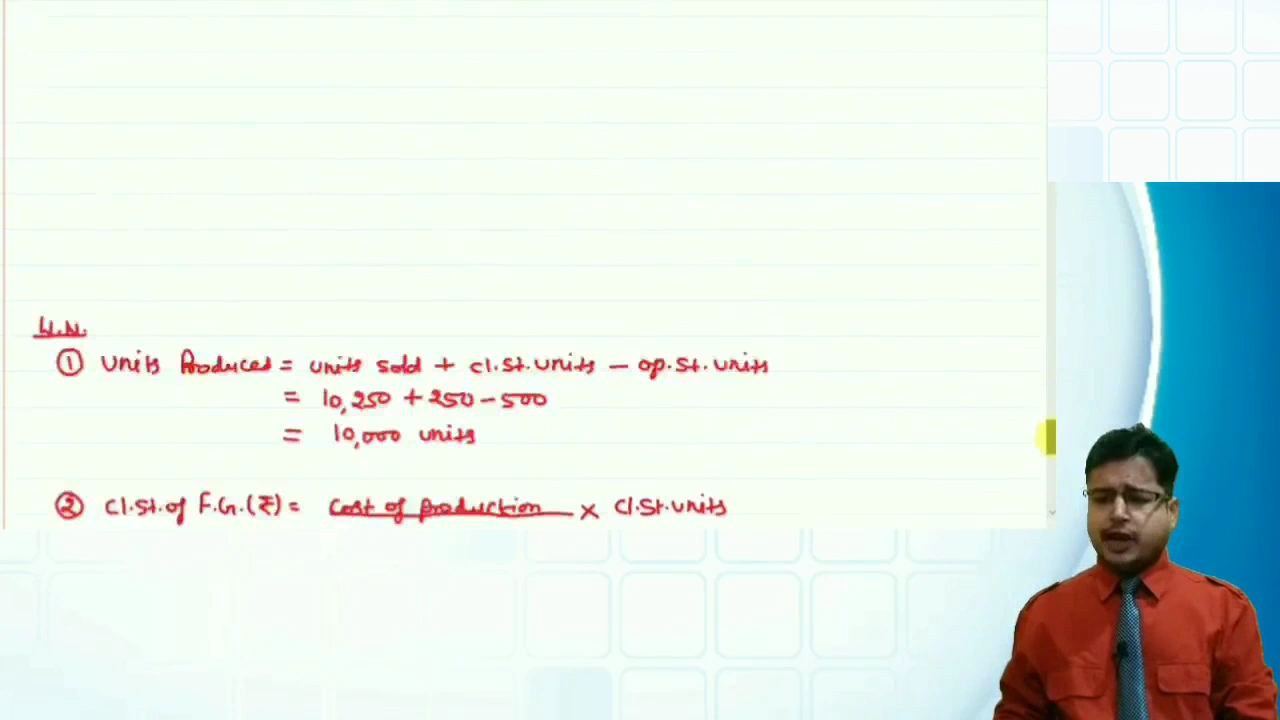 W.N.
① Units Produced = units sold + cl.st.units - op.st.units
= 10,250 + 250 - 500
= 10,000 units
② Cl.St.of F.G.(₹) = Cost of production × Cl.St.units